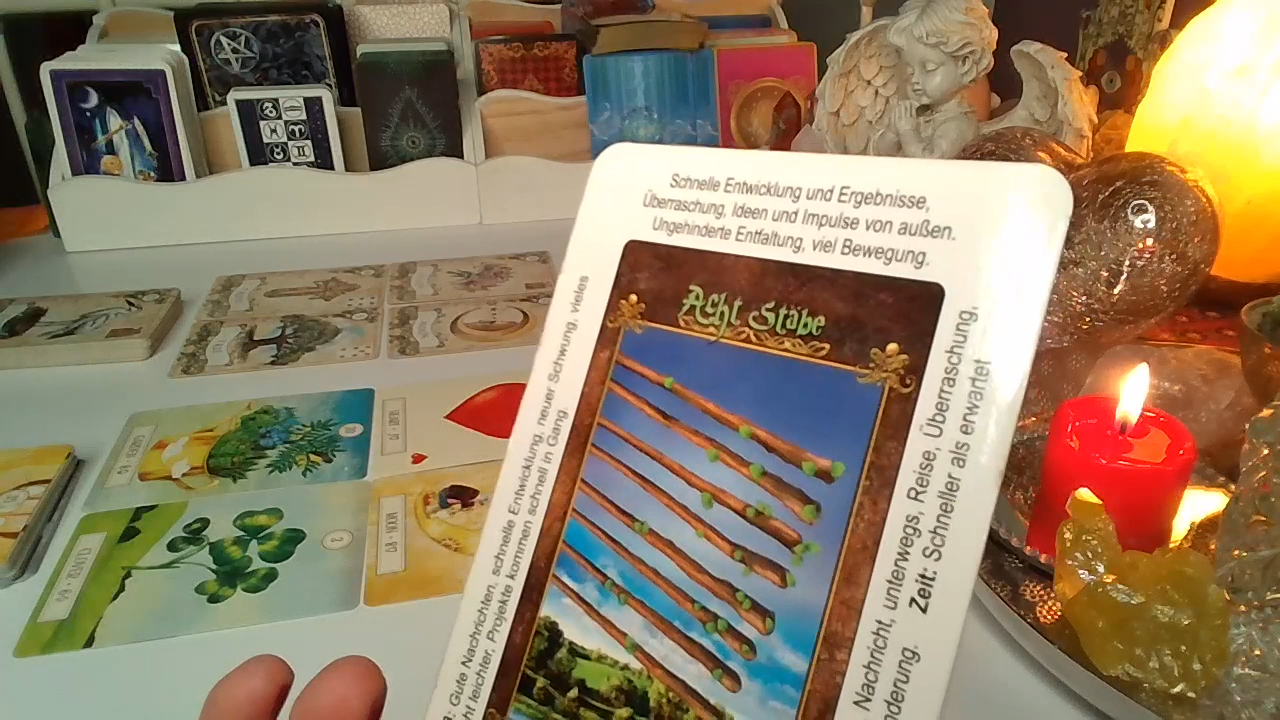 Schnelle Entwicklung und Ergebnisse,
Überraschung, Ideen und Impulse von außen.
Ungehinderte Entfaltung, viel Bewegung.
Acht Stäbe
Gute Nachrichten, schnelle Entwicklung, neuer Schwung, vieles
leichter, Projekte kommen schnell in Gang.
Nachricht, unterwegs, Reise, Überraschung,
Zeit: Schneller als erwartet